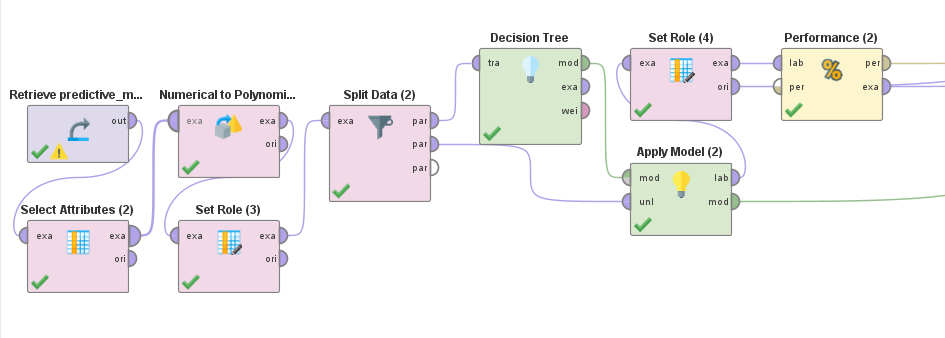 Retrieve predictive_m...
out
Select Attributes (2)
exa
exa
ori
Numerical to Polynomi...
exa
exa
ori
Set Role (3)
exa
exa
ori
Split Data (2)
exa
par
par
par
Decision Tree
tra
mod
exa
wei
Apply Model (2)
mod
lab
unl
mod
Set Role (4)
exa
exa
ori
Performance (2)
%
lab
per
per
exa